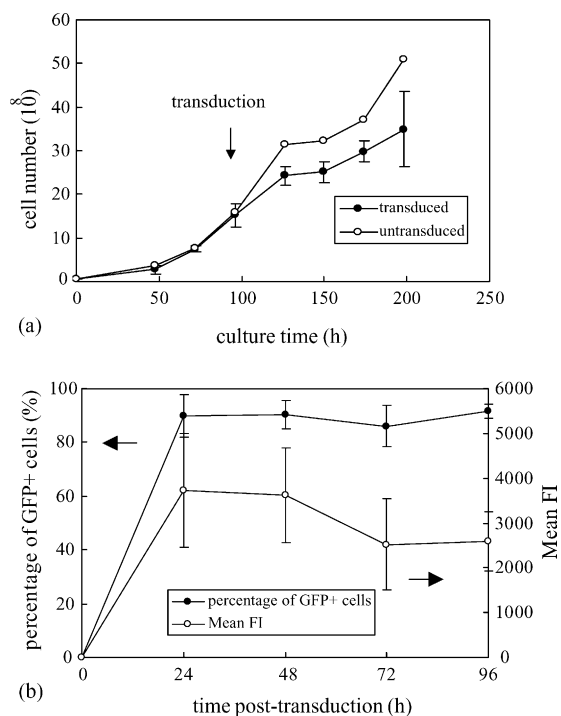 60
50
40
30
20
10
0
cell number (10⁸)
transduction
transduced
untransduced
0
50
100
150
200
250
(a)
culture time (h)
100
80
60
40
20
0
percentage of GFP+ cells (%)
6000
5000
4000
3000
2000
1000
0
Mean FI
percentage of GFP+ cells
Mean FI
0
24
48
72
96
(b)
time post-transduction (h)